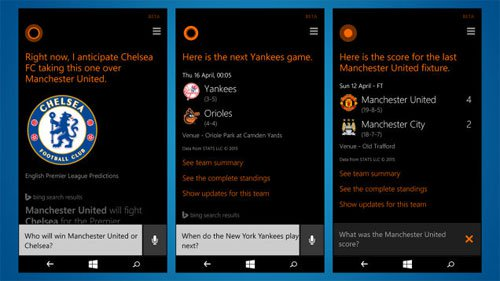 BETA
Right now, I anticipate Chelsea
FC taking this one over
Manchester United.
CHELSEA
FOOTBALL CLUB
English Premier League Predictions
bing search results
Manchester United will fight
Chelsea for the Premier
Who will win Manchester United or
Chelsea?
BETA
Here is the next Yankees game.
Thu 16 April, 00:05
Yankees
(3-5)
Orioles
(4-4)
Venue - Oriole Park at Camden Yards
Data from STATS LLC © 2015
See team summary
See the complete standings
Show updates for this team
bing search results
When do the New York Yankees play
next?
BETA
Here is the score for the last
Manchester United fixture.
Sun 12 April - FT
Manchester United 4
(19-8-5)
Manchester City 2
(18-7-7)
Venue - Old Trafford
Data from STATS LLC © 2015
See team summary
See the complete standings
Show updates for this team
What was the Manchester United
score?